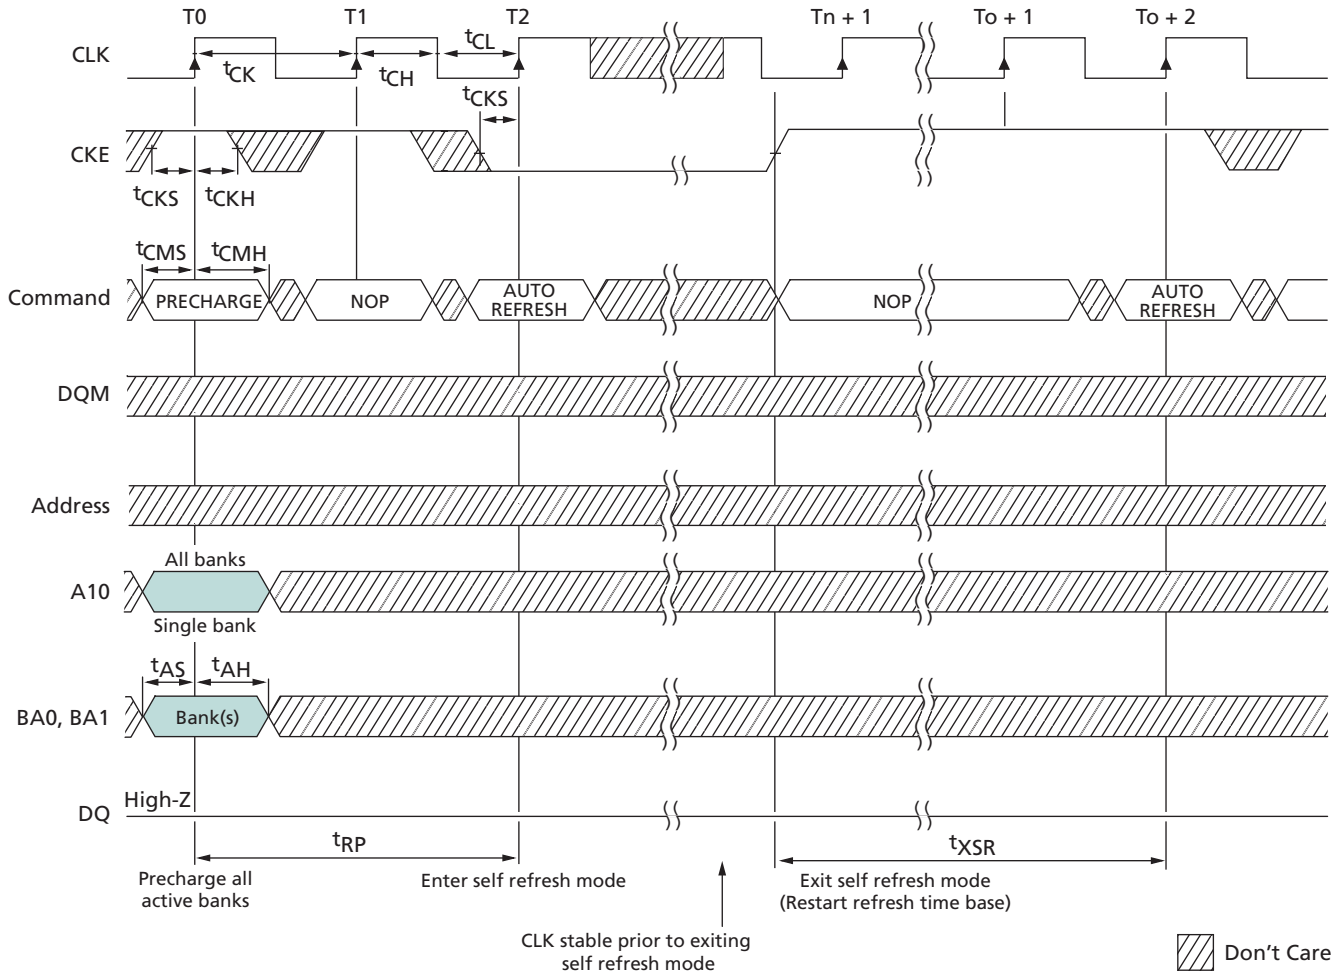 T0 T1 T2 Tn + 1 To + 1 To + 2
CLK
tCK tCH tCL
tCKS
CKE
tCKS tCKH
tCMS tCMH
Command PRECHARGE NOP AUTO REFRESH NOP AUTO REFRESH
DQM
Address
All banks
A10
Single bank
tAS tAH
BA0, BA1 Bank(s)
High-Z
DQ
tRP tXSR
Precharge all
active banks
Enter self refresh mode
Exit self refresh mode
(Restart refresh time base)
CLK stable prior to exiting
self refresh mode
Don't Care